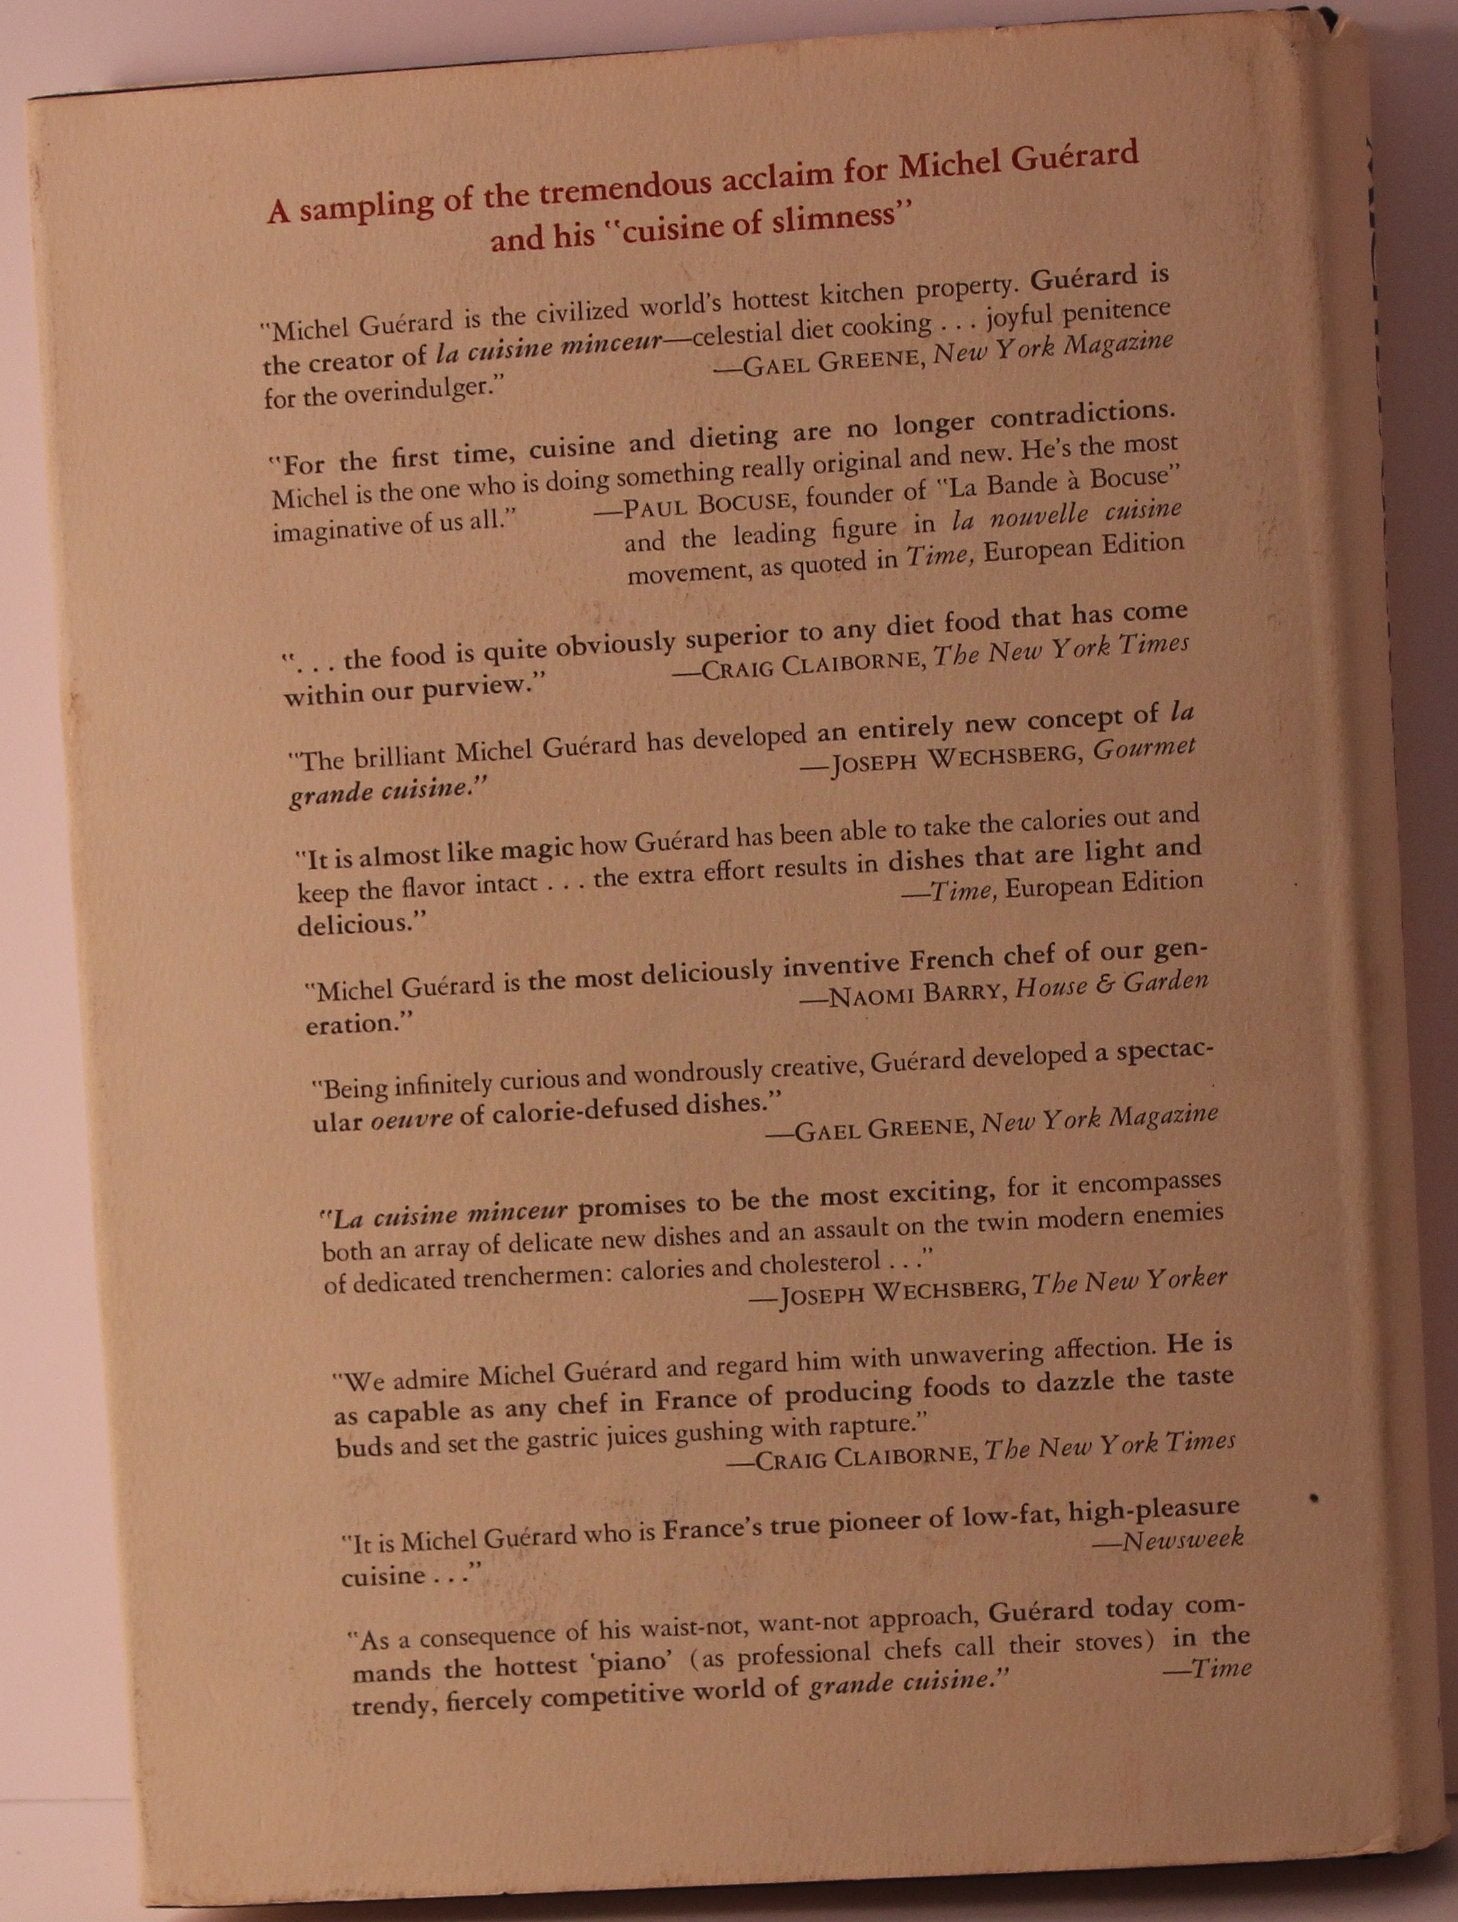 A sampling of the tremendous acclaim for Michel Guérard
and his "cuisine of slimness"
"Michel Guérard is the civilized world's hottest kitchen property. Guérard is
the creator of la cuisine minceur—celestial diet cooking . . . joyful penitence
for the overindulger."
—GAEL GREENE, New York Magazine
"For the first time, cuisine and dieting are no longer contradictions.
Michel is the one who is doing something really original and new. He's the most
imaginative of us all."
—PAUL BOCUSE, founder of "La Bande à Bocuse"
and the leading figure in la nouvelle cuisine
movement, as quoted in Time, European Edition
". . . the food is quite obviously superior to any diet food that has come
within our purview."
—CRAIG CLAIBORNE, The New York Times
"The brilliant Michel Guérard has developed an entirely new concept of la
grande cuisine."
—JOSEPH WECHSBERG, Gourmet
"It is almost like magic how Guérard has been able to take the calories out and
keep the flavor intact . . . the extra effort results in dishes that are light and
delicious."
—Time, European Edition
"Michel Guérard is the most deliciously inventive French chef of our gen-
eration."
—NAOMI BARRY, House & Garden
"Being infinitely curious and wondrously creative, Guérard developed a spectac-
ular oeuvre of calorie-defused dishes."
—GAEL GREENE, New York Magazine
"La cuisine minceur promises to be the most exciting, for it encompasses
both an array of delicate new dishes and an assault on the twin modern enemies
of dedicated trenchermen: calories and cholesterol . . ."
—JOSEPH WECHSBERG, The New Yorker
"We admire Michel Guérard and regard him with unwavering affection. He is
as capable as any chef in France of producing foods to dazzle the taste
buds and set the gastric juices gushing with rapture."
—CRAIG CLAIBORNE, The New York Times
"It is Michel Guérard who is France's true pioneer of low-fat, high-pleasure
cuisine . . ."
—Newsweek
"As a consequence of his waist-not, want-not approach, Guérard today com-
mands the hottest 'piano' (as professional chefs call their stoves) in the
trendy, fiercely competitive world of grande cuisine."
—Time